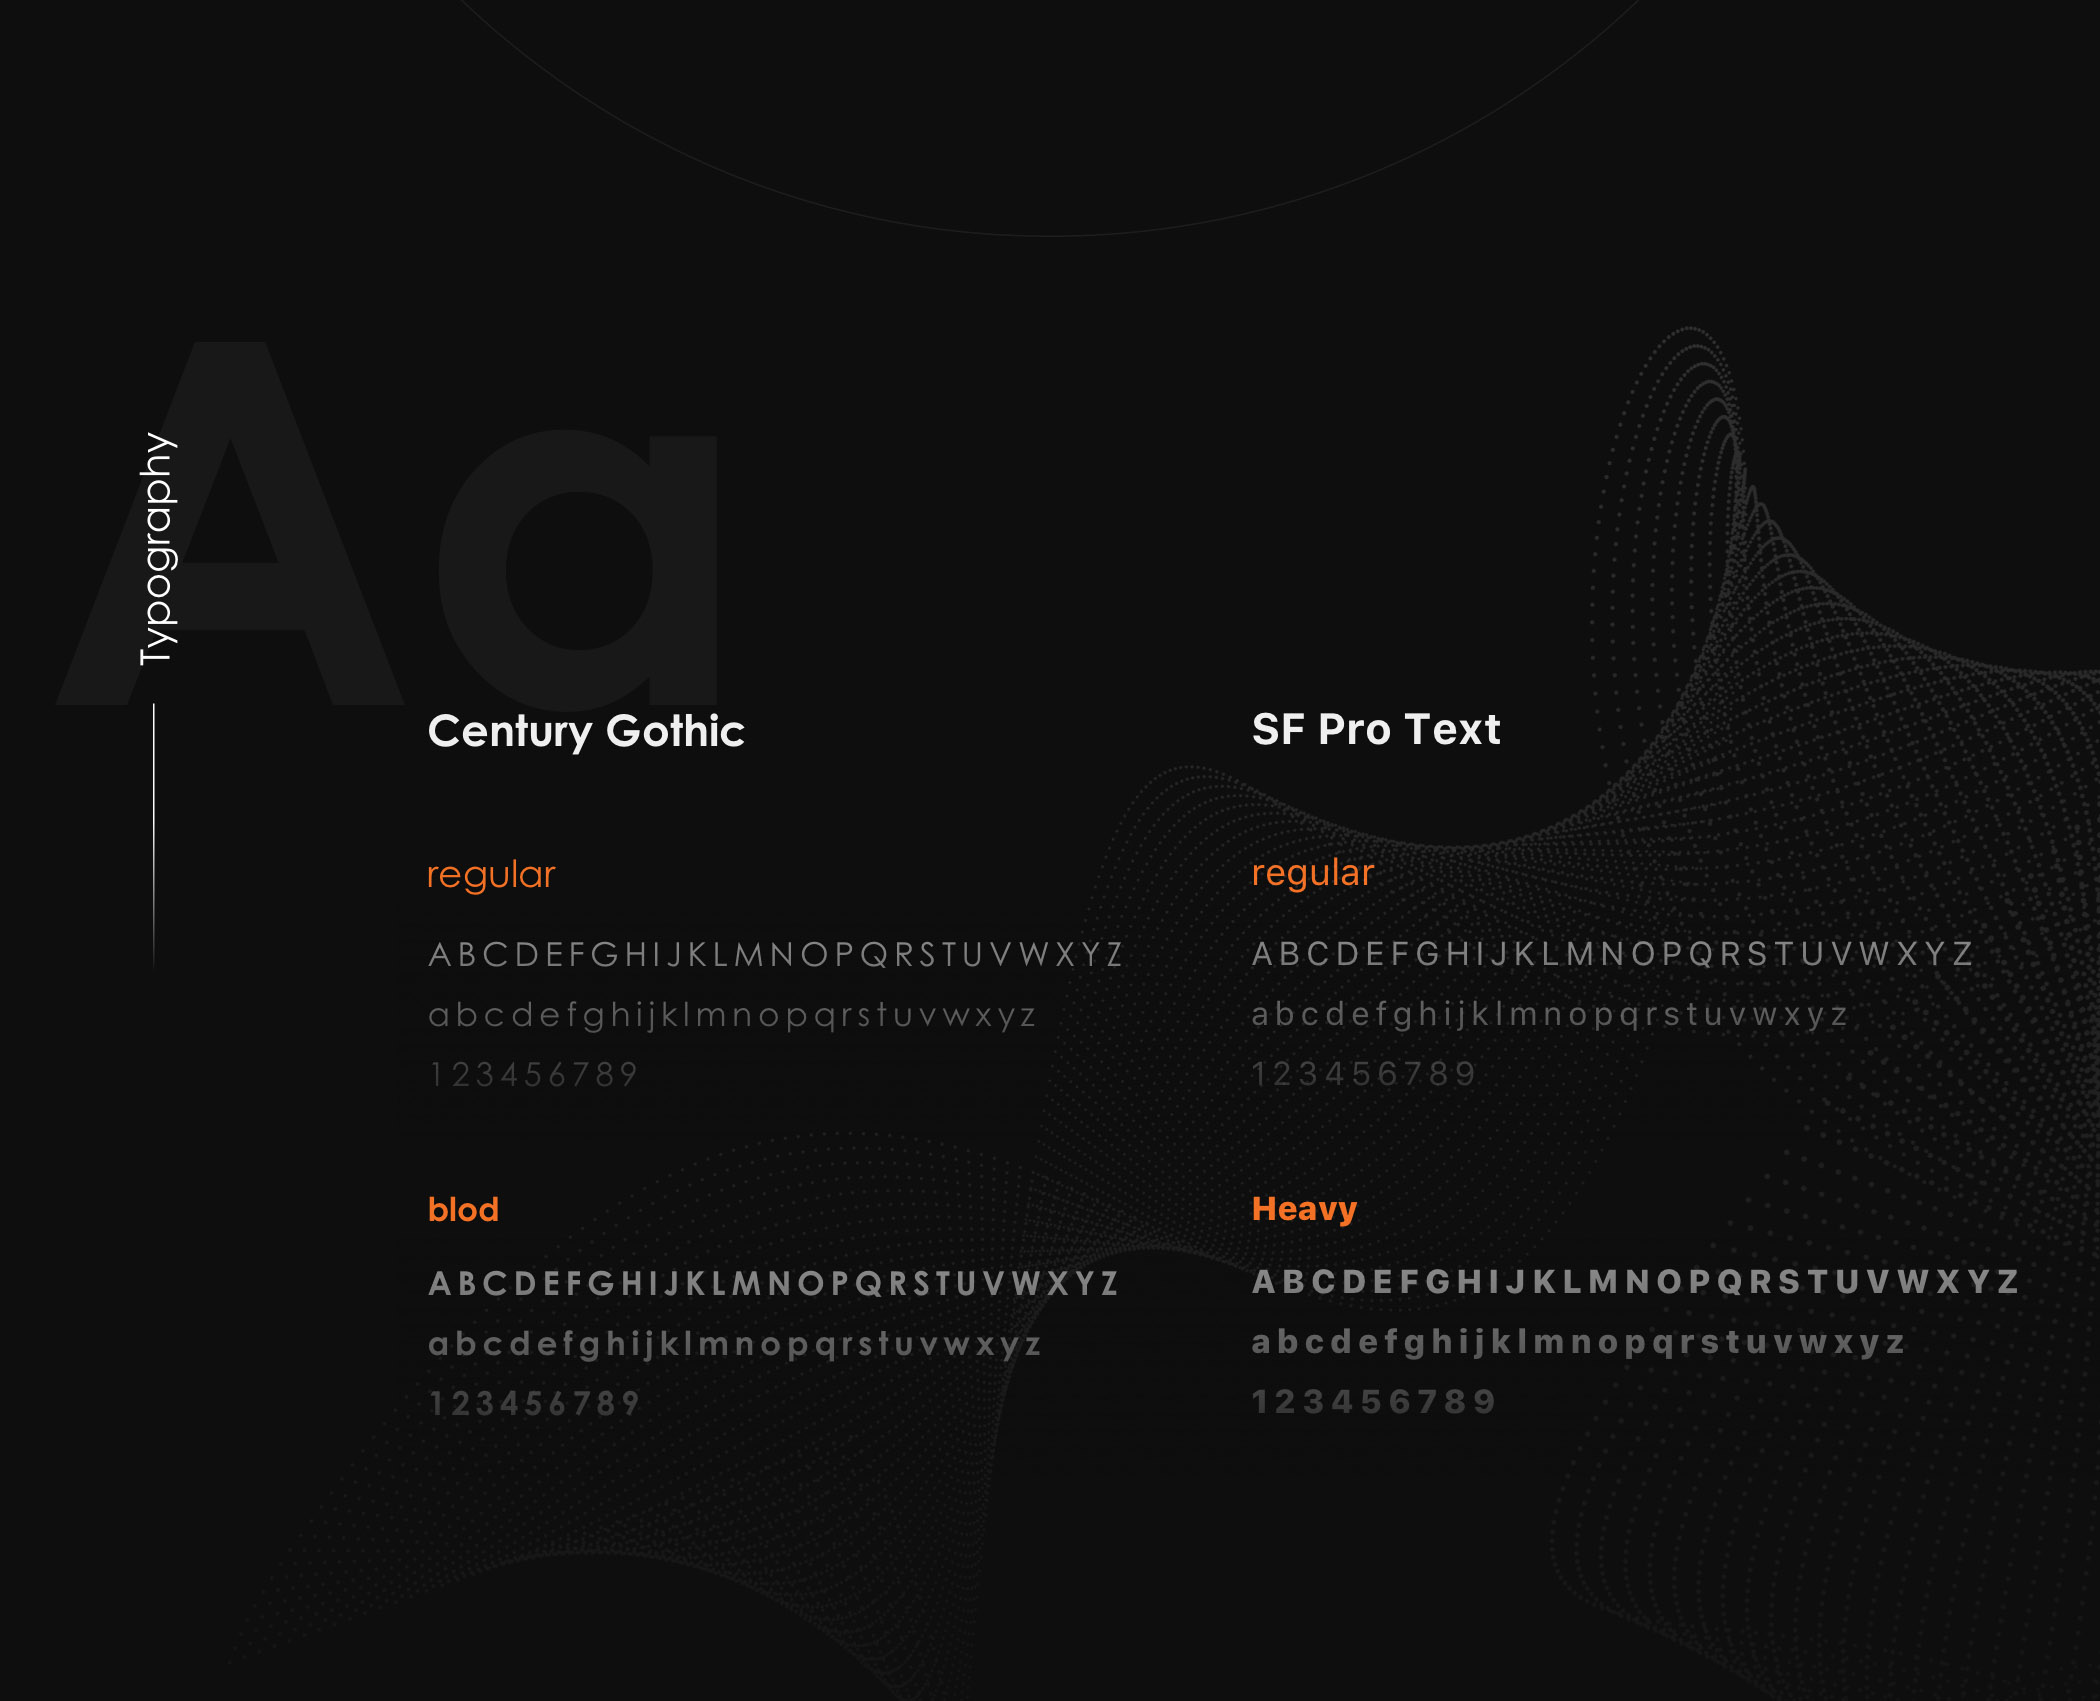 Aa
Typography
Century Gothic
regular
ABCDEFGHIJKLMNOPQRSTUVWXYZ
abcdefghijklmnopqrstuvwxyz
123456789
blod
ABCDEFGHIJKLMNOPQRSTUVWXYZ
abcdefghijklmnopqrstuvwxyz
123456789
SF Pro Text
regular
ABCDEFGHIJKLMNOPQRSTUVWXYZ
abcdefghijklmnopqrstuvwxyz
123456789
Heavy
ABCDEFGHIJKLMNOPQRSTUVWXYZ
abcdefghijklmnopqrstuvwxyz
123456789